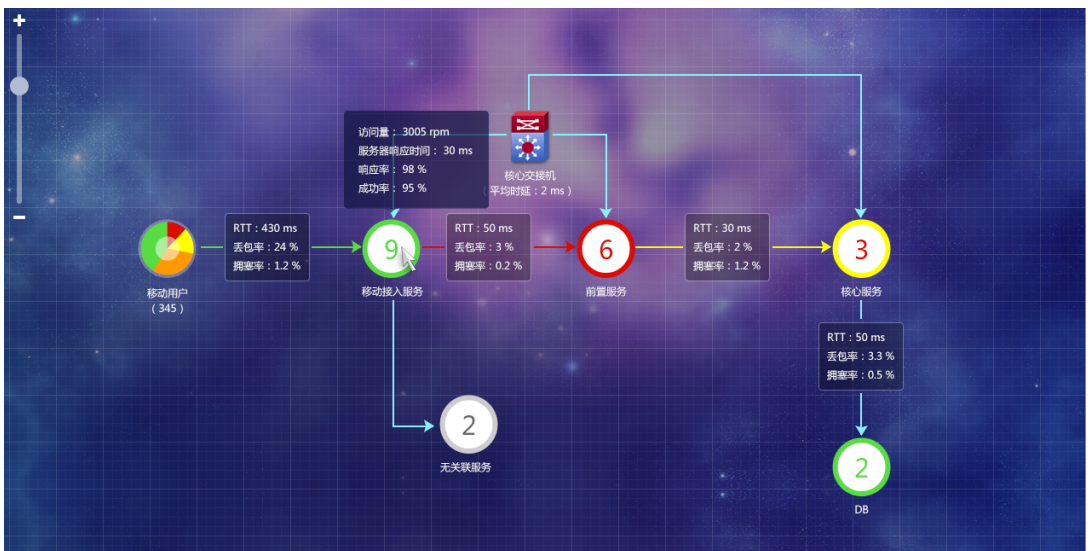 +
访问量： 3005 rpm
服务器响应时间： 30 ms
响应率： 98 %
成功率： 95 %
核心交换机
（平均时延：2 ms）
−
RTT：430 ms
丢包率：24 %
拥塞率：1.2 %
9
RTT：50 ms
丢包率：3 %
拥塞率：0.2 %
6
RTT：30 ms
丢包率：2 %
拥塞率：1.2 %
3
移动用户
（345）
移动接入服务
前置服务
核心服务
RTT：50 ms
丢包率：3.3 %
拥塞率：0.5 %
2
无关联服务
2
DB